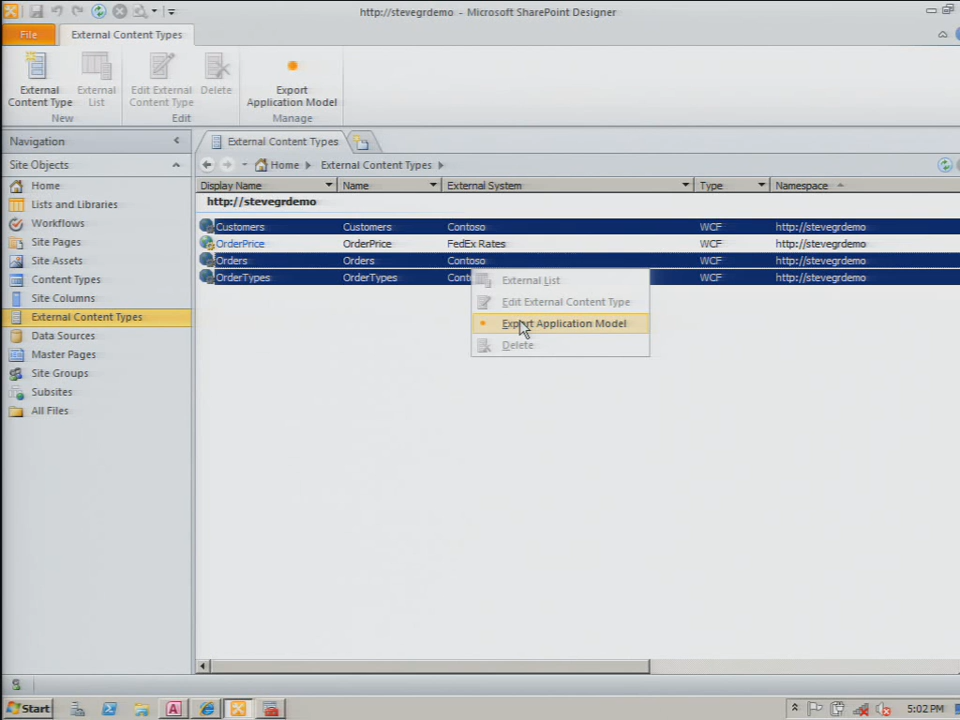 http://stevegrdemo - Microsoft SharePoint Designer
File
External Content Types
External Content Type
External List
Edit External Content Type
Delete
Export Application Model
New
Edit
Manage
Navigation
External Content Types
Site Objects
Home
External Content Types
Display Name
Name
External System
Type
Namespace
http://stevegrdemo
Customers Customers Contoso WCF http://stevegrdemo
OrderPrice OrderPrice FedEx Rates WCF http://stevegrdemo
Orders Orders Contoso WCF http://stevegrdemo
OrderTypes OrderTypes WCF http://stevegrdemo
Home
Lists and Libraries
Workflows
Site Pages
Site Assets
Content Types
Site Columns
External Content Types
Data Sources
Master Pages
Site Groups
Subsites
All Files
External List
Edit External Content Type
Export Application Model
Delete
Start
5:02 PM